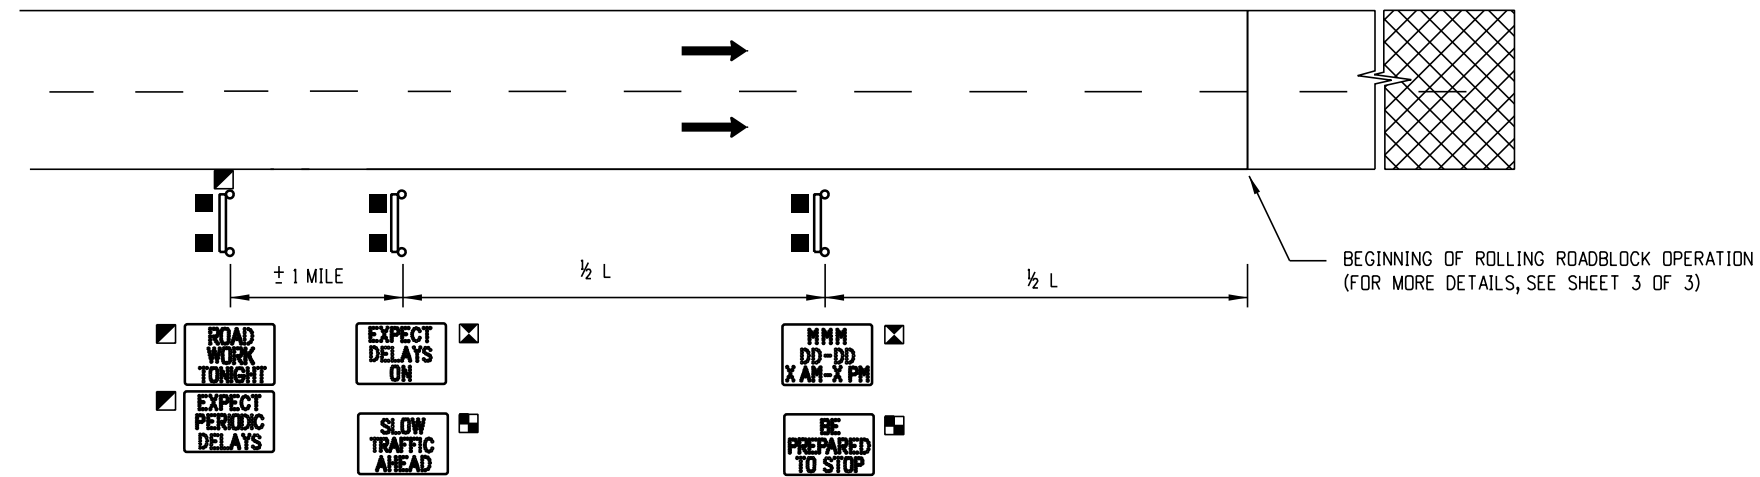 BEGINNING OF ROLLING ROADBLOCK OPERATION
(FOR MORE DETAILS, SEE SHEET 3 OF 3)
± 1 MILE
½ L
½ L
ROAD
WORK
TONIGHT
EXPECT
PERIODIC
DELAYS
EXPECT
DELAYS
ON
SLOW
TRAFFIC
AHEAD
MMM
DD-DD
X AM-X PM
BE
PREPARED
TO STOP